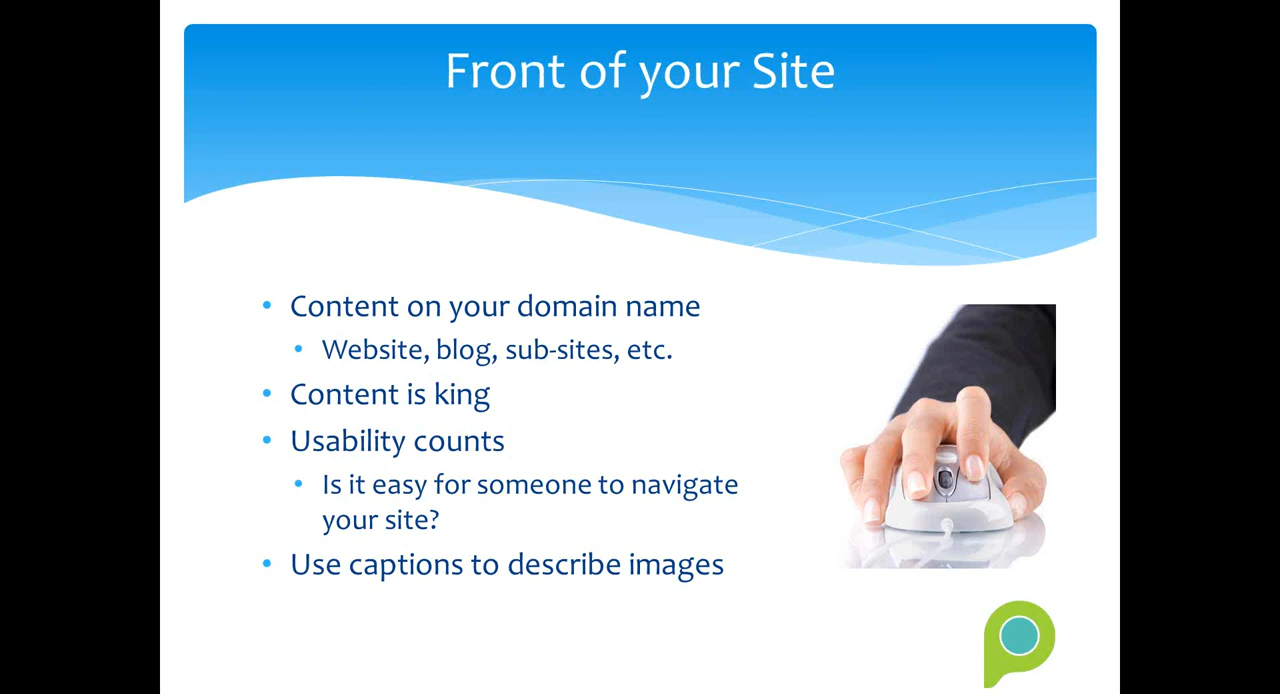 Front of your Site
• Content on your domain name
• Website, blog, sub-sites, etc.
• Content is king
• Usability counts
• Is it easy for someone to navigate
your site?
• Use captions to describe images